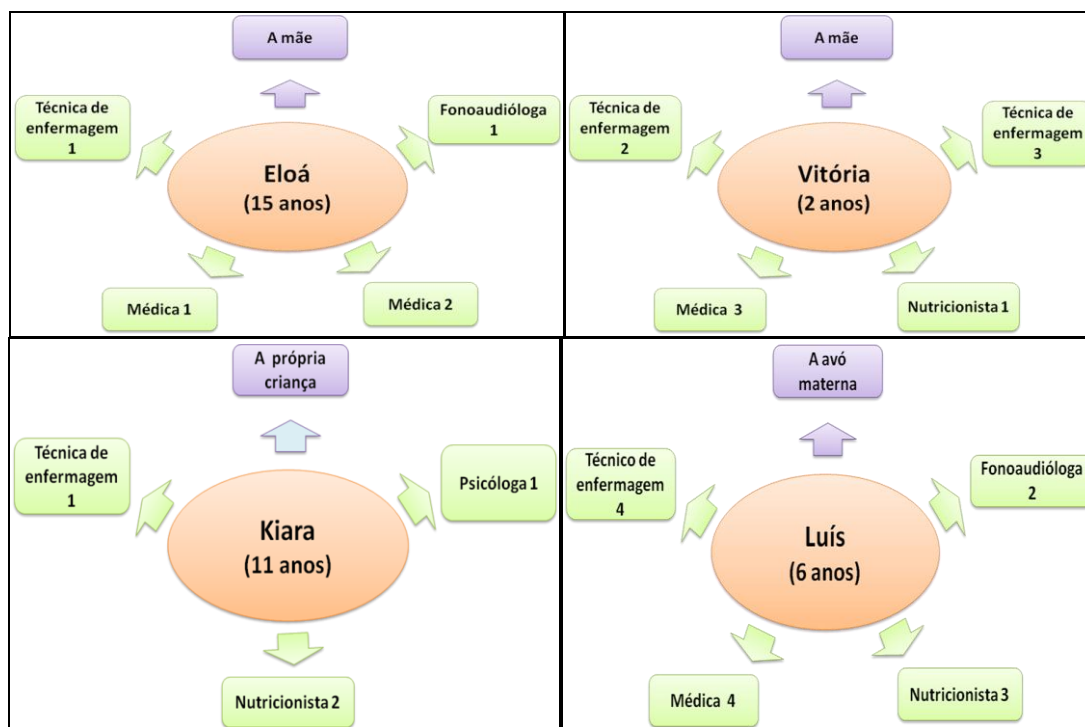 A mãe
Técnica de
enfermagem
1
Fonoaudióloga
1
Eloá
(15 anos)
Médica 1
Médica 2
A mãe
Técnica de
enfermagem
2
Técnica de
enfermagem
3
Vitória
(2 anos)
Médica 3
Nutricionista 1
A própria
criança
Técnica de
enfermagem
1
Psicóloga 1
Kiara
(11 anos)
Nutricionista 2
A avó
materna
Técnico de
enfermagem
4
Fonoaudióloga
2
Luís
(6 anos)
Médica 4
Nutricionista 3